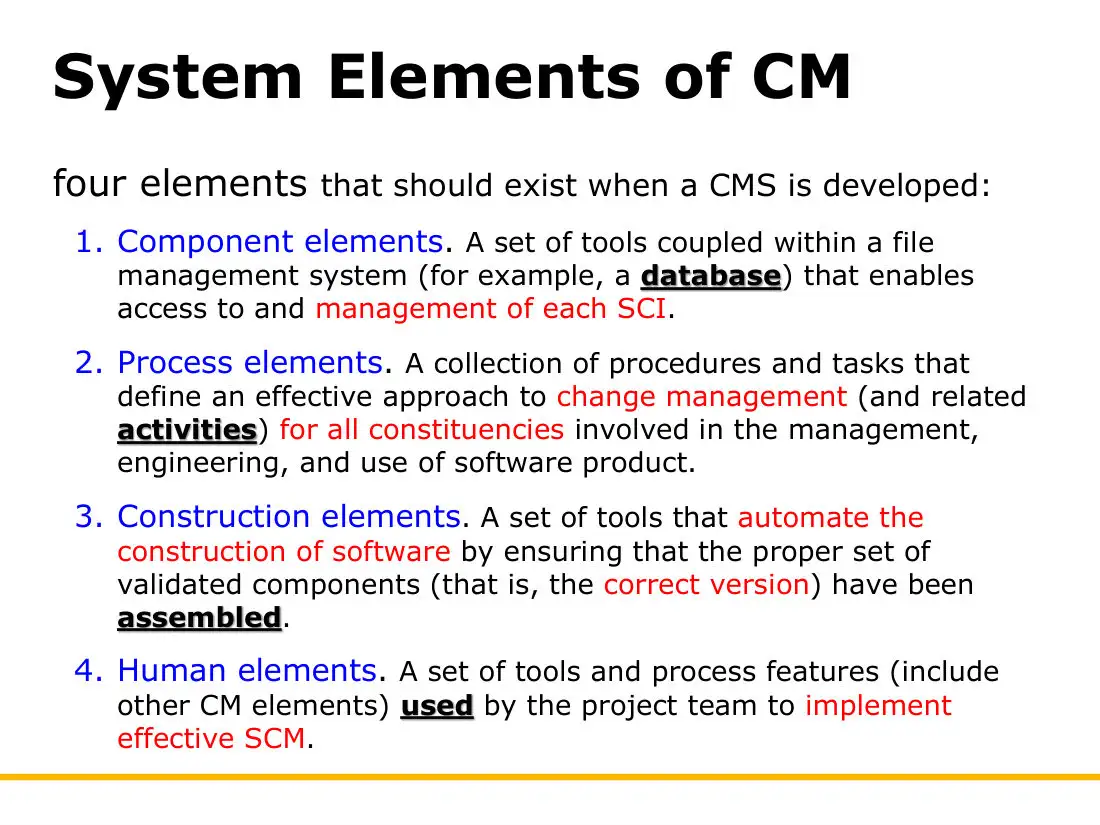 System Elements of CM
four elements that should exist when a CMS is developed:
1. Component elements. A set of tools coupled within a file
management system (for example, a database) that enables
access to and management of each SCI.
2. Process elements. A collection of procedures and tasks that
define an effective approach to change management (and related
activities) for all constituencies involved in the management,
engineering, and use of software product.
3. Construction elements. A set of tools that automate the
construction of software by ensuring that the proper set of
validated components (that is, the correct version) have been
assembled.
4. Human elements. A set of tools and process features (include
other CM elements) used by the project team to implement
effective SCM.